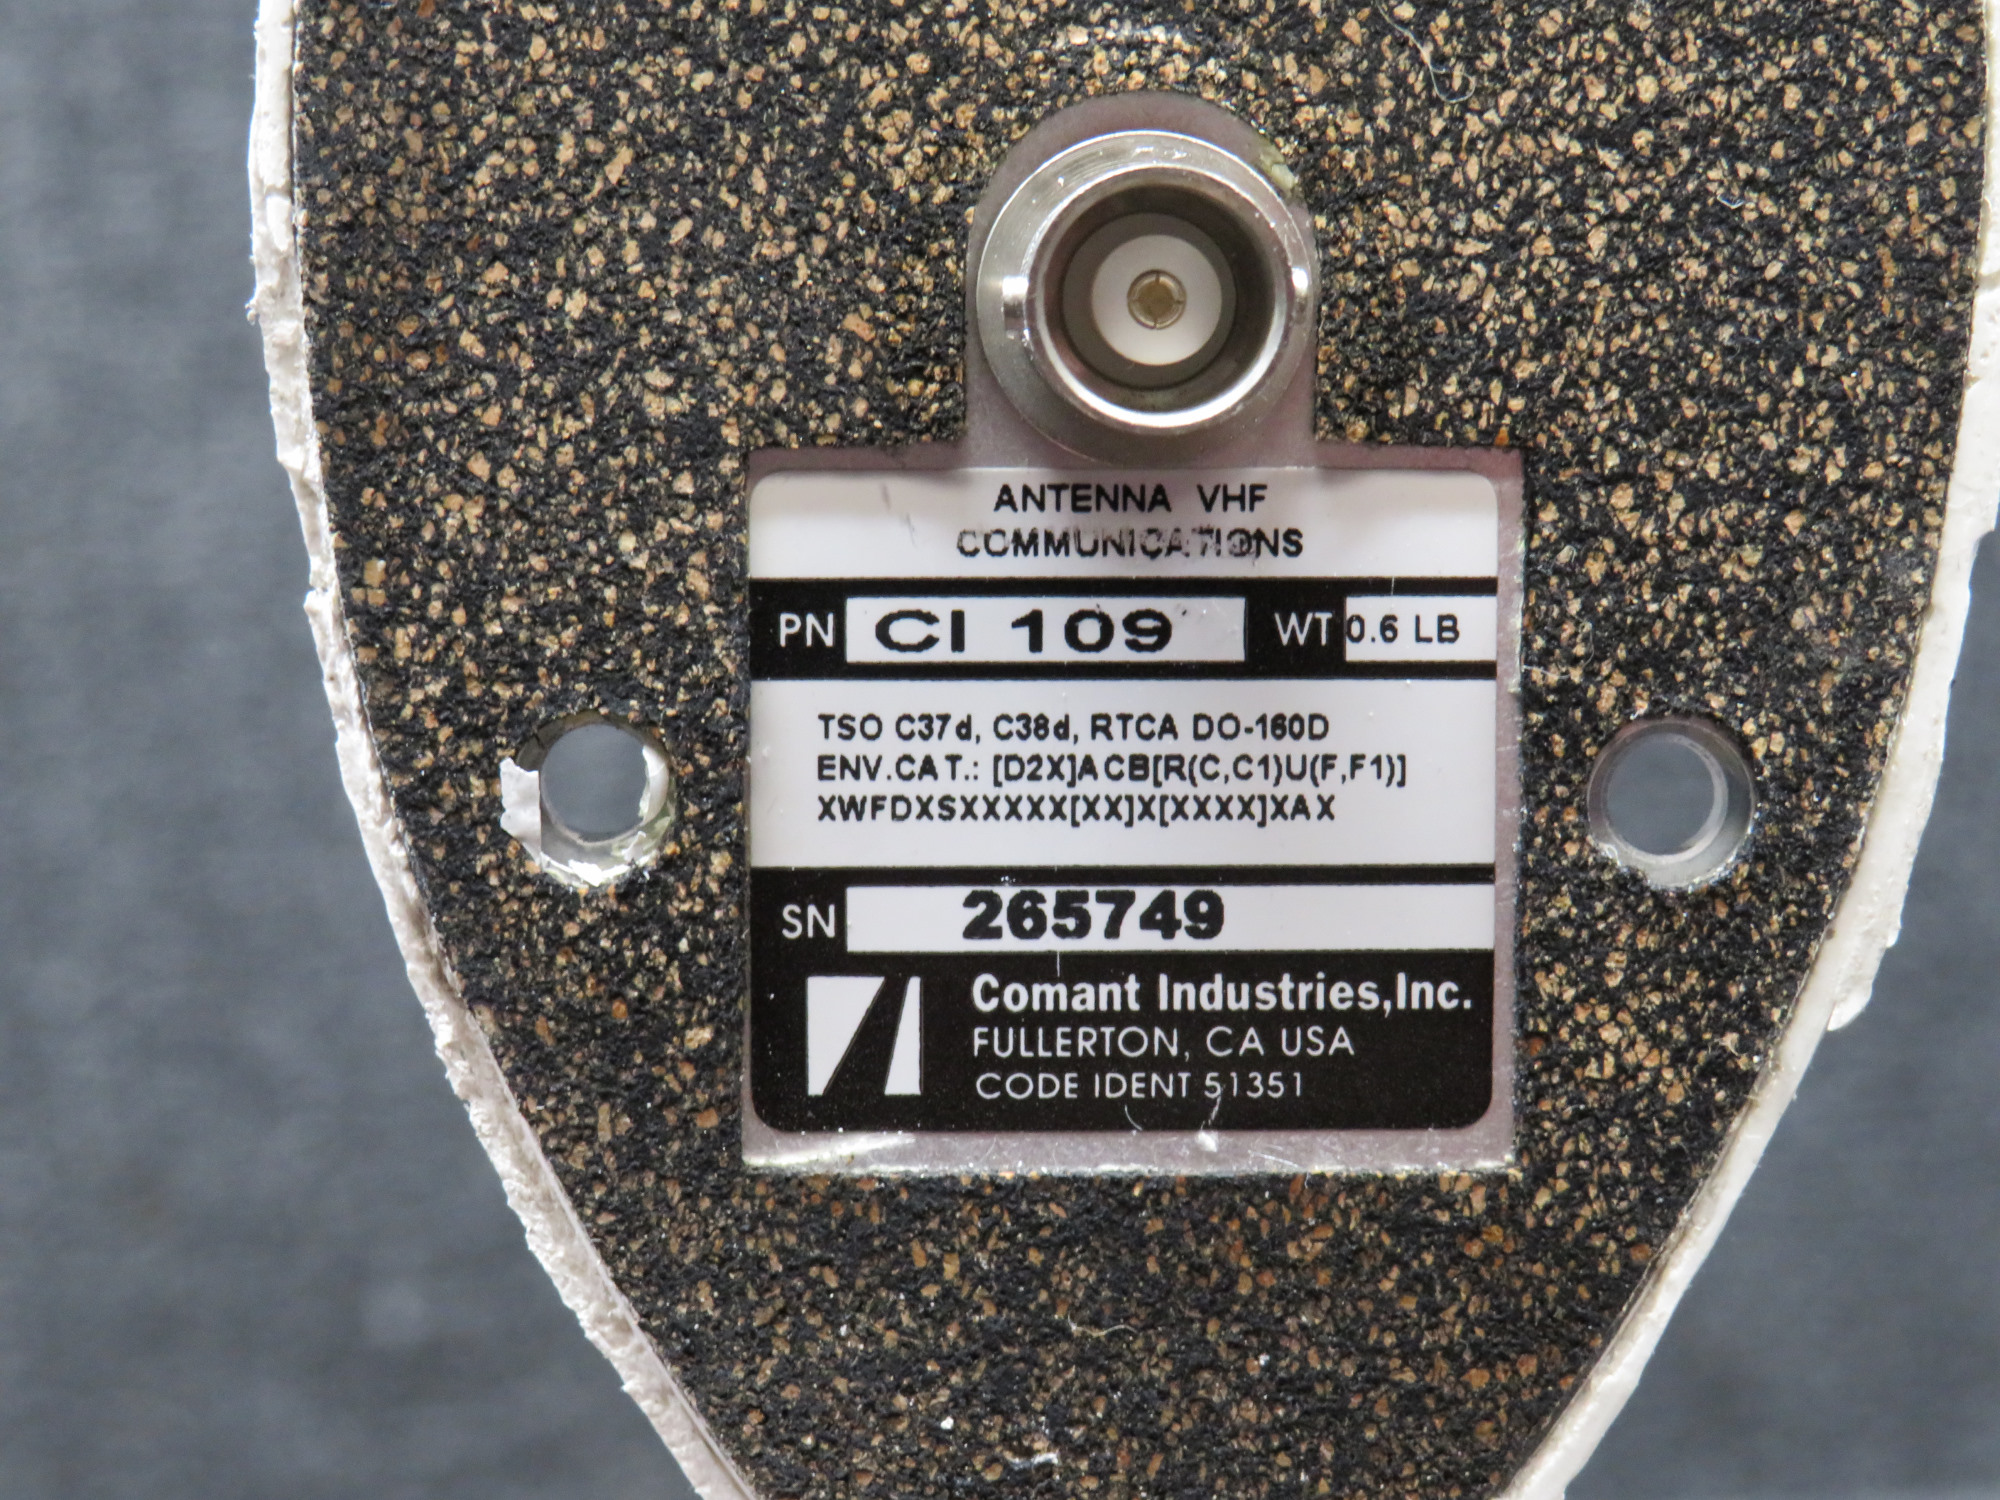 ANTENNA VHF
COMMUNICATIONS
PN CI 109 WT 0.6 LB
TSO C37d, C38d, RTCA DO-160D
ENV.CAT.: [D2X]ACB[R(C,C1)U(F,F1)]
XWFDXSXXXXX[XX]X[XXXX]XAX
SN 265749
Comant Industries,Inc.
FULLERTON, CA USA
CODE IDENT 51351